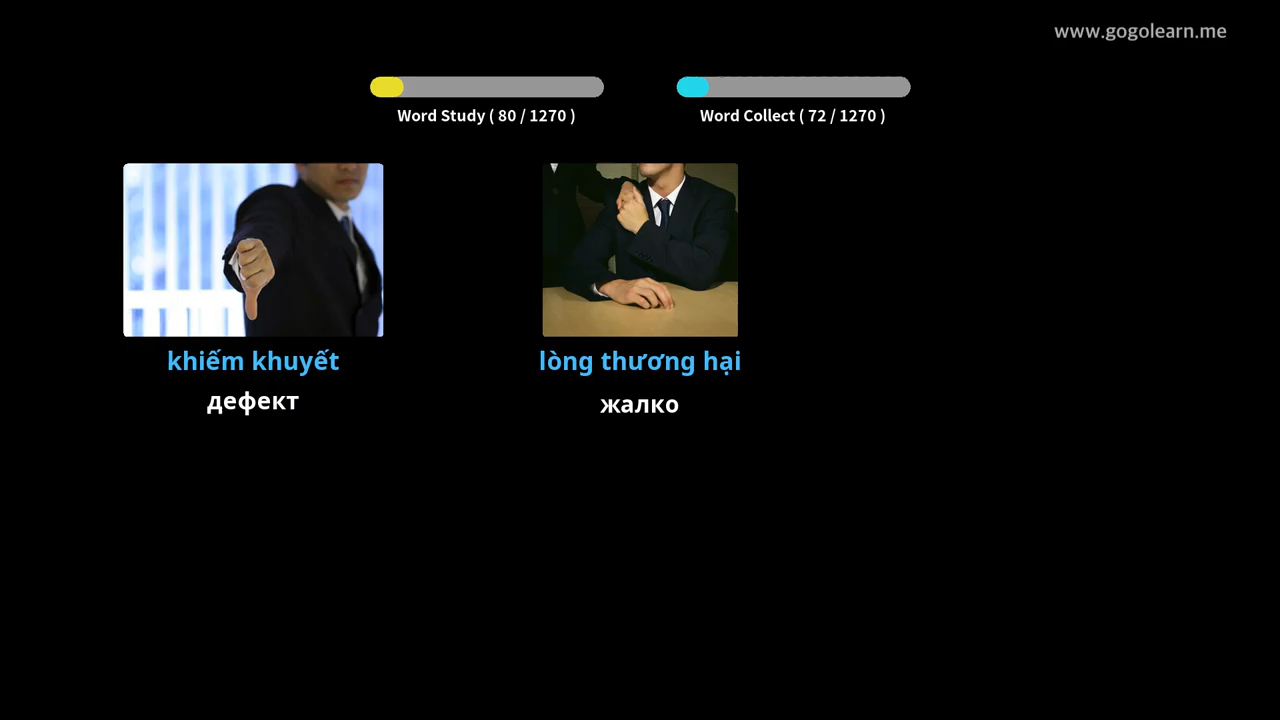 www.gogolearn.me
Word Study ( 80 / 1270 )
Word Collect ( 72 / 1270 )
khiếm khuyết
lòng thương hại
дефект
жалко